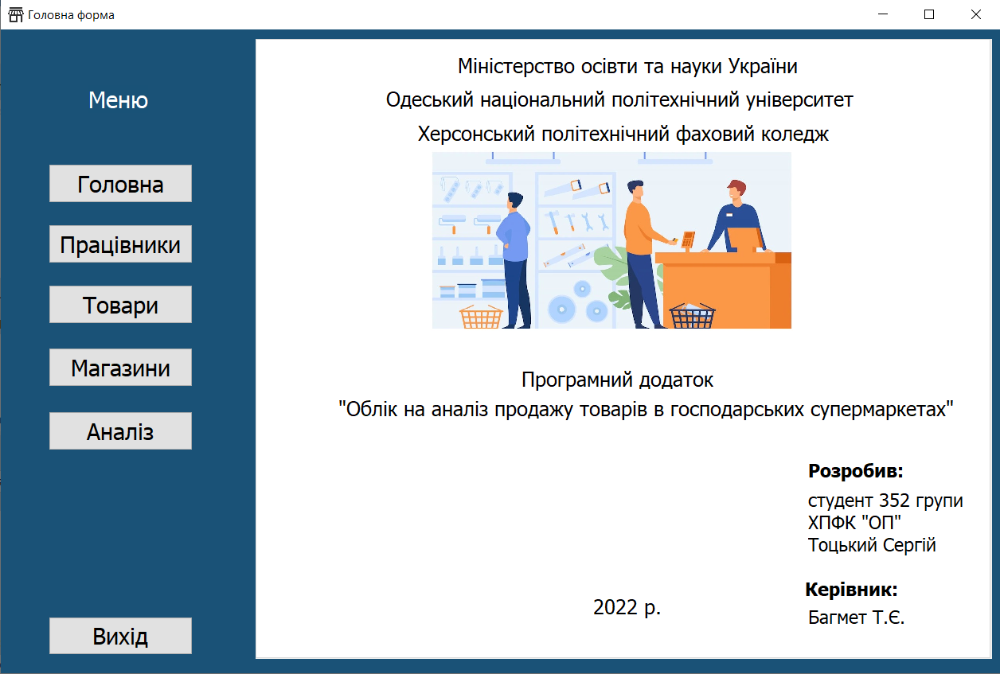 Головна форма
Меню
Головна
Працівники
Товари
Магазини
Аналіз
Вихід
Міністерство освіти та науки України
Одеський національний політехнічний університет
Херсонський політехнічний фаховий коледж
Програмний додаток
"Облік на аналіз продажу товарів в господарських супермаркетах"
Розробив:
студент 352 групи
ХПФК "ОП"
Тоцький Сергій
Керівник:
Багмет Т.Є.
2022 р.